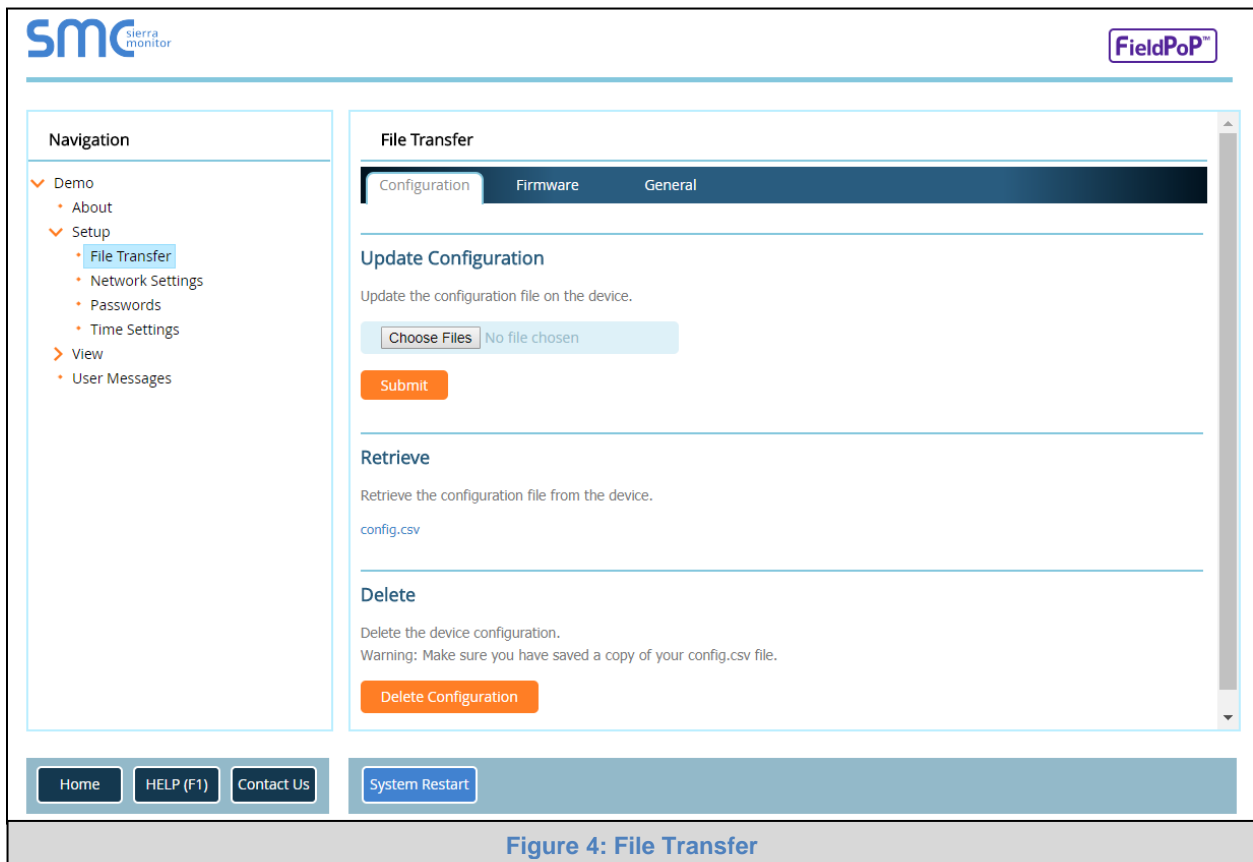 SMC sierra monitor
FieldPoP™
Navigation
Demo
About
Setup
File Transfer
Network Settings
Passwords
Time Settings
View
User Messages
File Transfer
Configuration Firmware General
Update Configuration
Update the configuration file on the device.
Choose Files No file chosen
Submit
Retrieve
Retrieve the configuration file from the device.
config.csv
Delete
Delete the device configuration.
Warning: Make sure you have saved a copy of your config.csv file.
Delete Configuration
Home HELP (F1) Contact Us System Restart
Figure 4: File Transfer